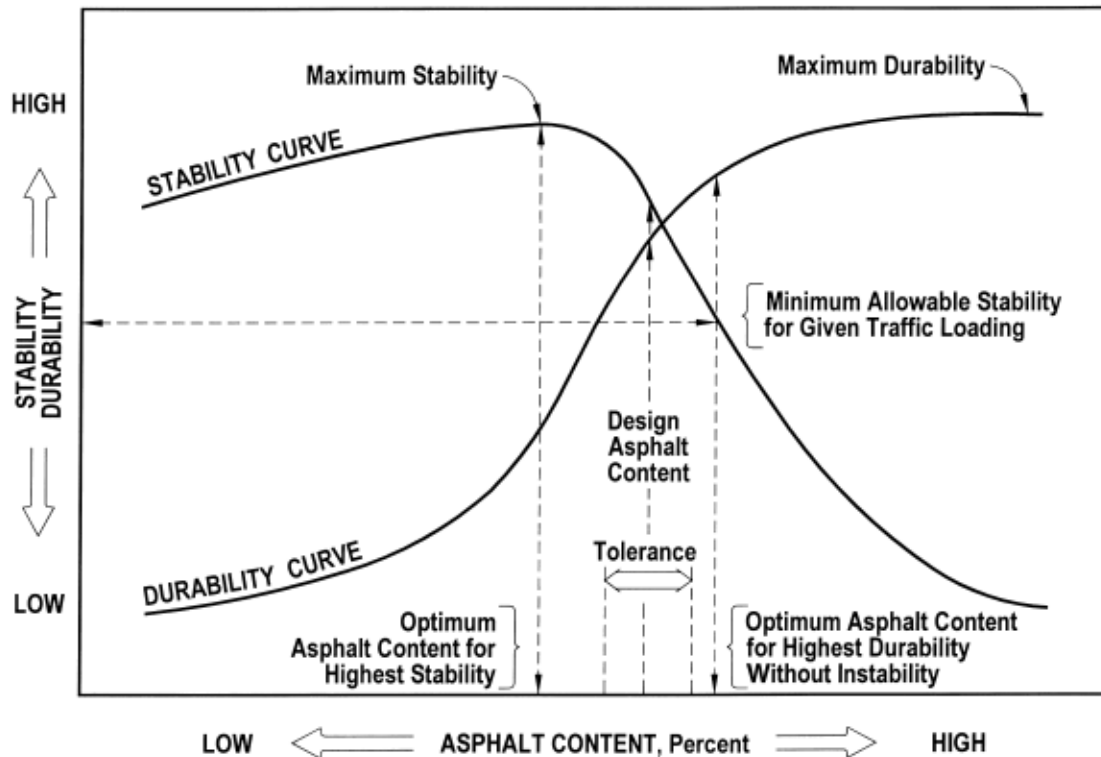 Maximum Stability
Maximum Durability
HIGH
STABILITY CURVE
STABILITY
DURABILITY
Minimum Allowable Stability
for Given Traffic Loading
Design
Asphalt
Content
Tolerance
DURABILITY CURVE
LOW
Optimum
Asphalt Content for
Highest Stability
Optimum Asphalt Content
for Highest Durability
Without Instability
LOW
ASPHALT CONTENT, Percent
HIGH